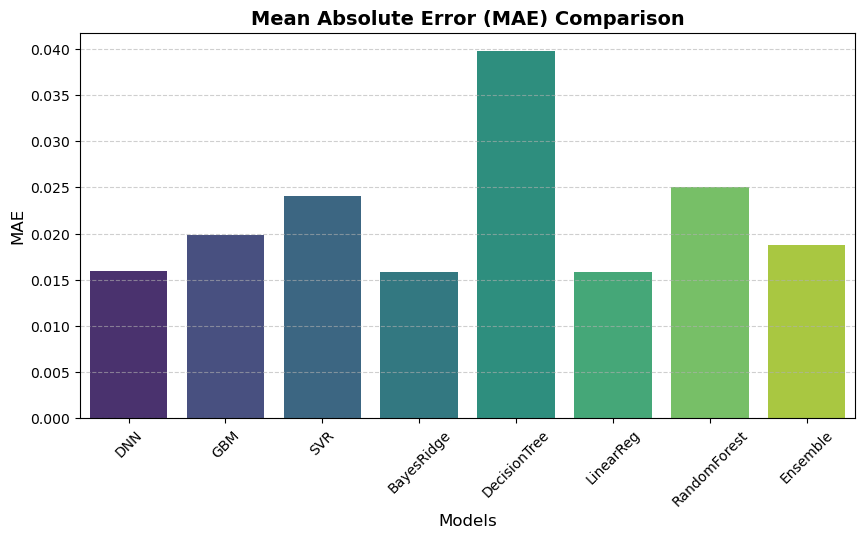 Mean Absolute Error (MAE) Comparison
MAE
0.040
0.035
0.030
0.025
0.020
0.015
0.010
0.005
0.000
DNN
GBM
SVR
BayesRidge
DecisionTree
LinearReg
RandomForest
Ensemble
Models